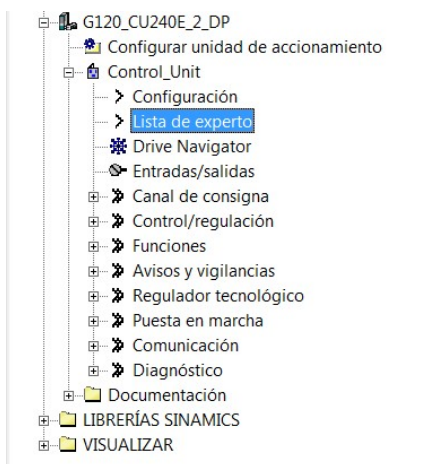 G120_CU240E_2_DP
Configurar unidad de accionamiento
Control_Unit
Configuración
Lista de experto
Drive Navigator
Entradas/salidas
Canal de consigna
Control/regulación
Funciones
Avisos y vigilancias
Regulador tecnológico
Puesta en marcha
Comunicación
Diagnóstico
Documentación
LIBRERÍAS SINAMICS
VISUALIZAR